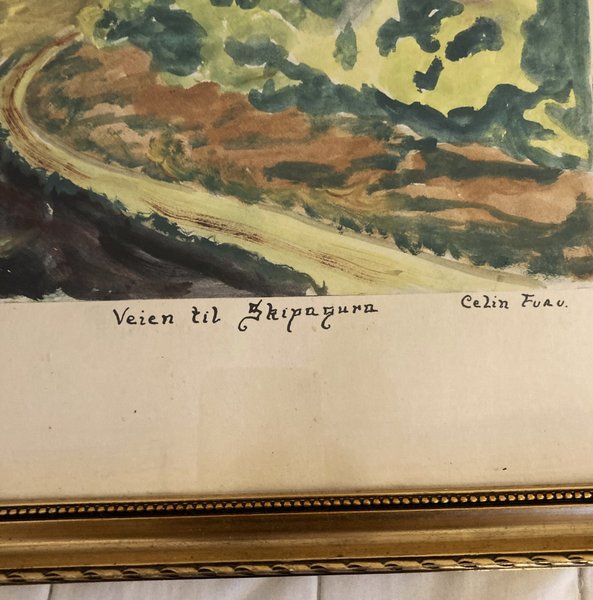 Veien til Skipagura
Celin Furu.